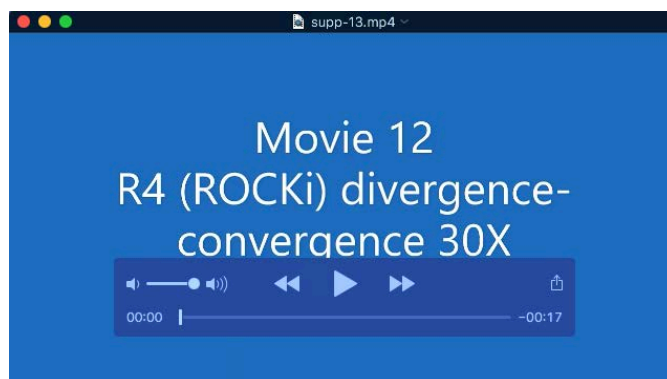 supp-13.mp4
Movie 12
R4 (ROCKi) divergence-
convergence 30X
00:00 -00:17